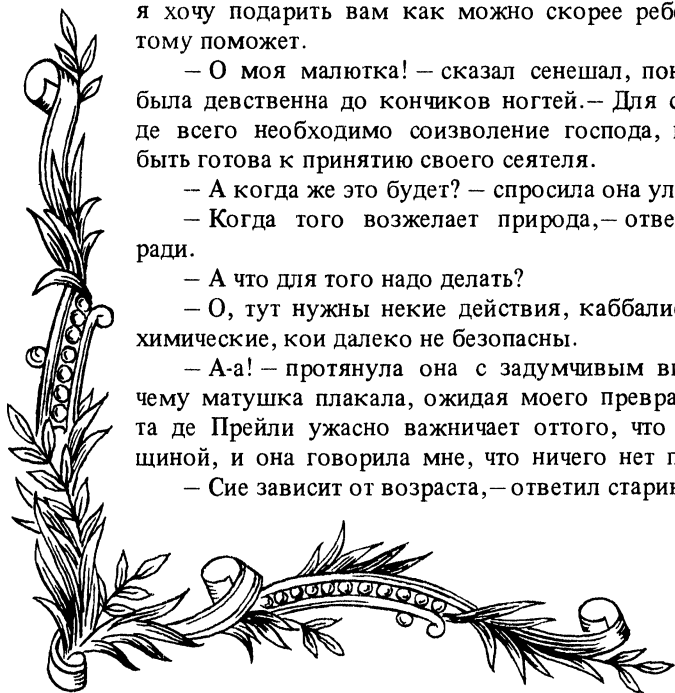 я хочу подарить вам как можно скорее реб
тому поможет.
— О моя малютка! — сказал сенешал, пон
была девственна до кончиков ногтей.— Для с
де всего необходимо соизволение господа,
быть готова к принятию своего сеятеля.
— А когда же это будет? — спросила она ул
— Когда того возжелает природа,— отве
ради.
— А что для того надо делать?
— О, тут нужны некие действия, каббали
химические, кои далеко не безопасны.
— А-а! — протянула она с задумчивым в
чему матушка плакала, ожидая моего превра
та де Прейли ужасно важничает оттого, что
щиной, и она говорила мне, что ничего нет п
— Сие зависит от возраста,— ответил стари